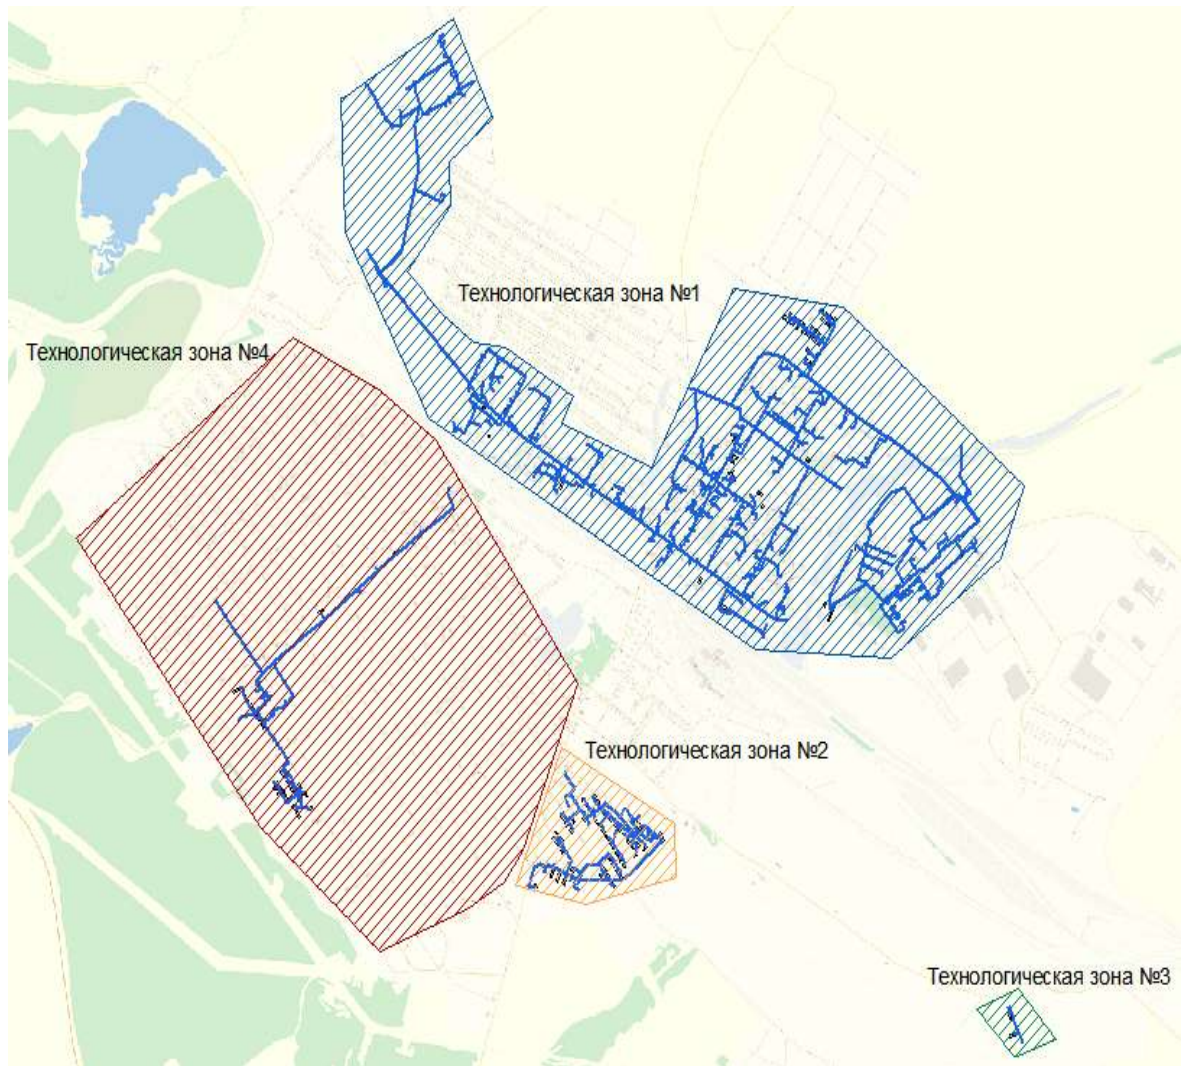 Технологическая зона №1
Технологическая зона №4
Технологическая зона №2
Технологическая зона №3